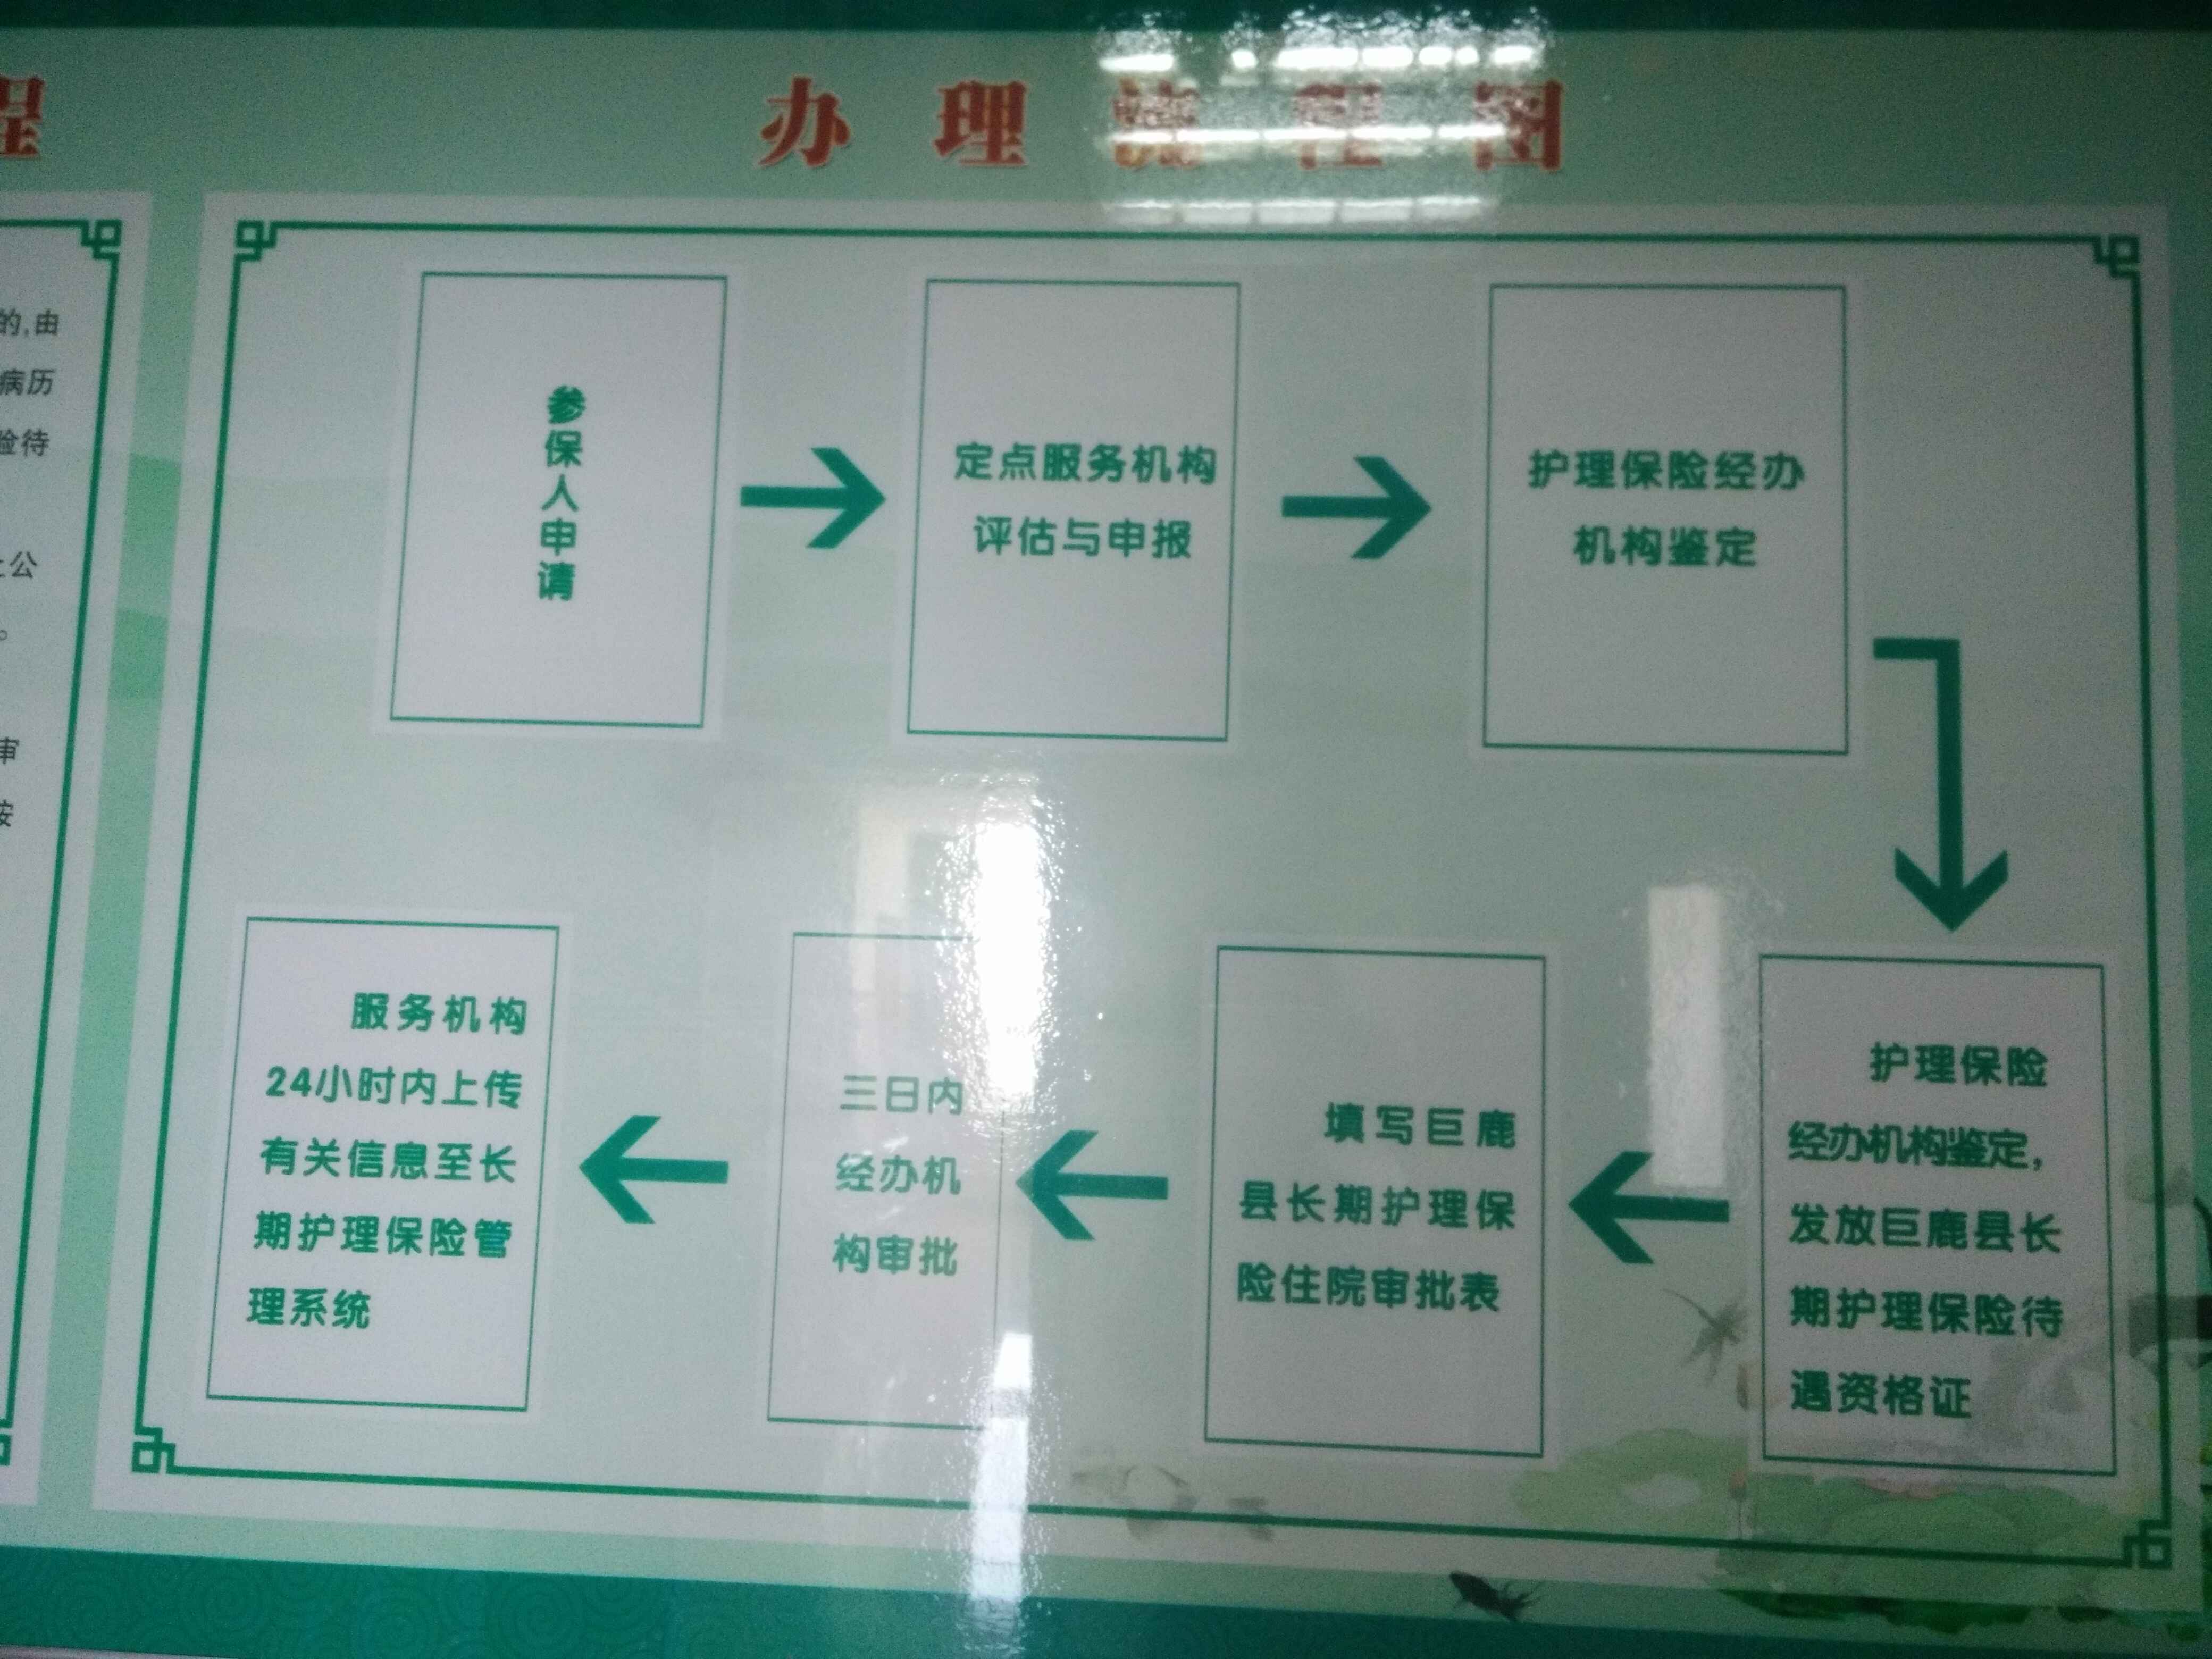 程
的,由
病历
险待
上公
。
审
按
办理流程图
参保人申请
定点服务机构
评估与申报
护理保险经办
机构鉴定
护理保险
经办机构鉴定，
发放巨鹿县长
期护理保险待
遇资格证
填写巨鹿
县长期护理保
险住院审批表
三日内
经办机
构审批
服务机构
24小时内上传
有关信息至长
期护理保险管
理系统